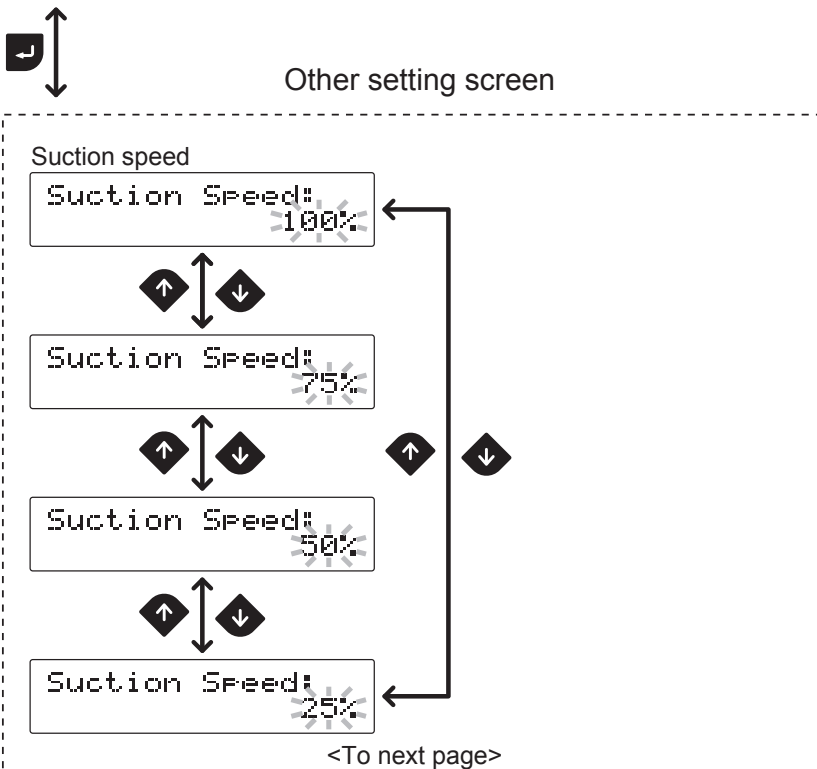 Other setting screen
Suction speed
Suction Speed:
100%
Suction Speed:
75%
Suction Speed:
50%
Suction Speed:
25%
<To next page>